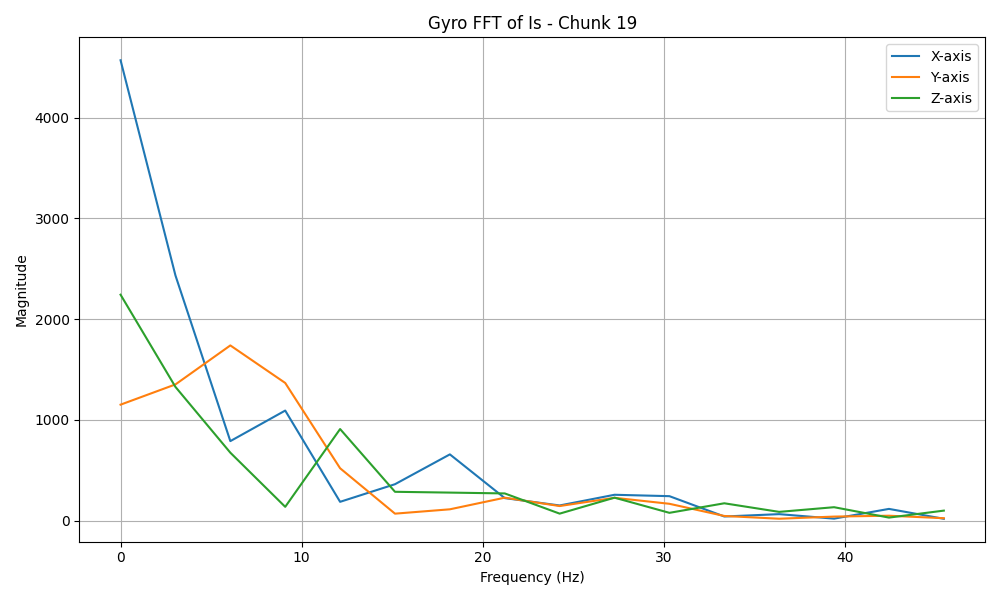 Gyro FFT of Is - Chunk 19
X-axis
Y-axis
Z-axis
Magnitude
4000
3000
2000
1000
0
0 10 20 30 40
Frequency (Hz)